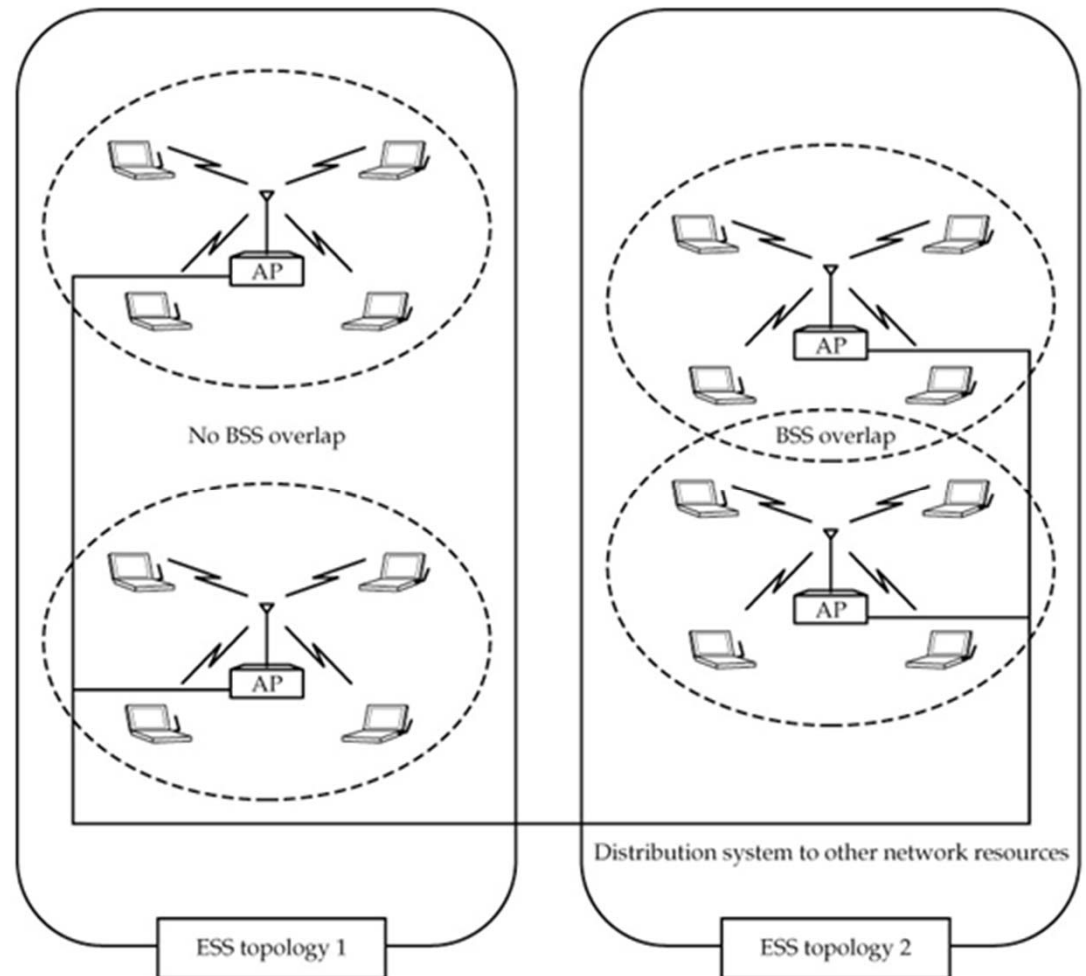 AP
No BSS overlap
AP
ESS topology 1
AP
BSS overlap
AP
Distribution system to other network resources
ESS topology 2